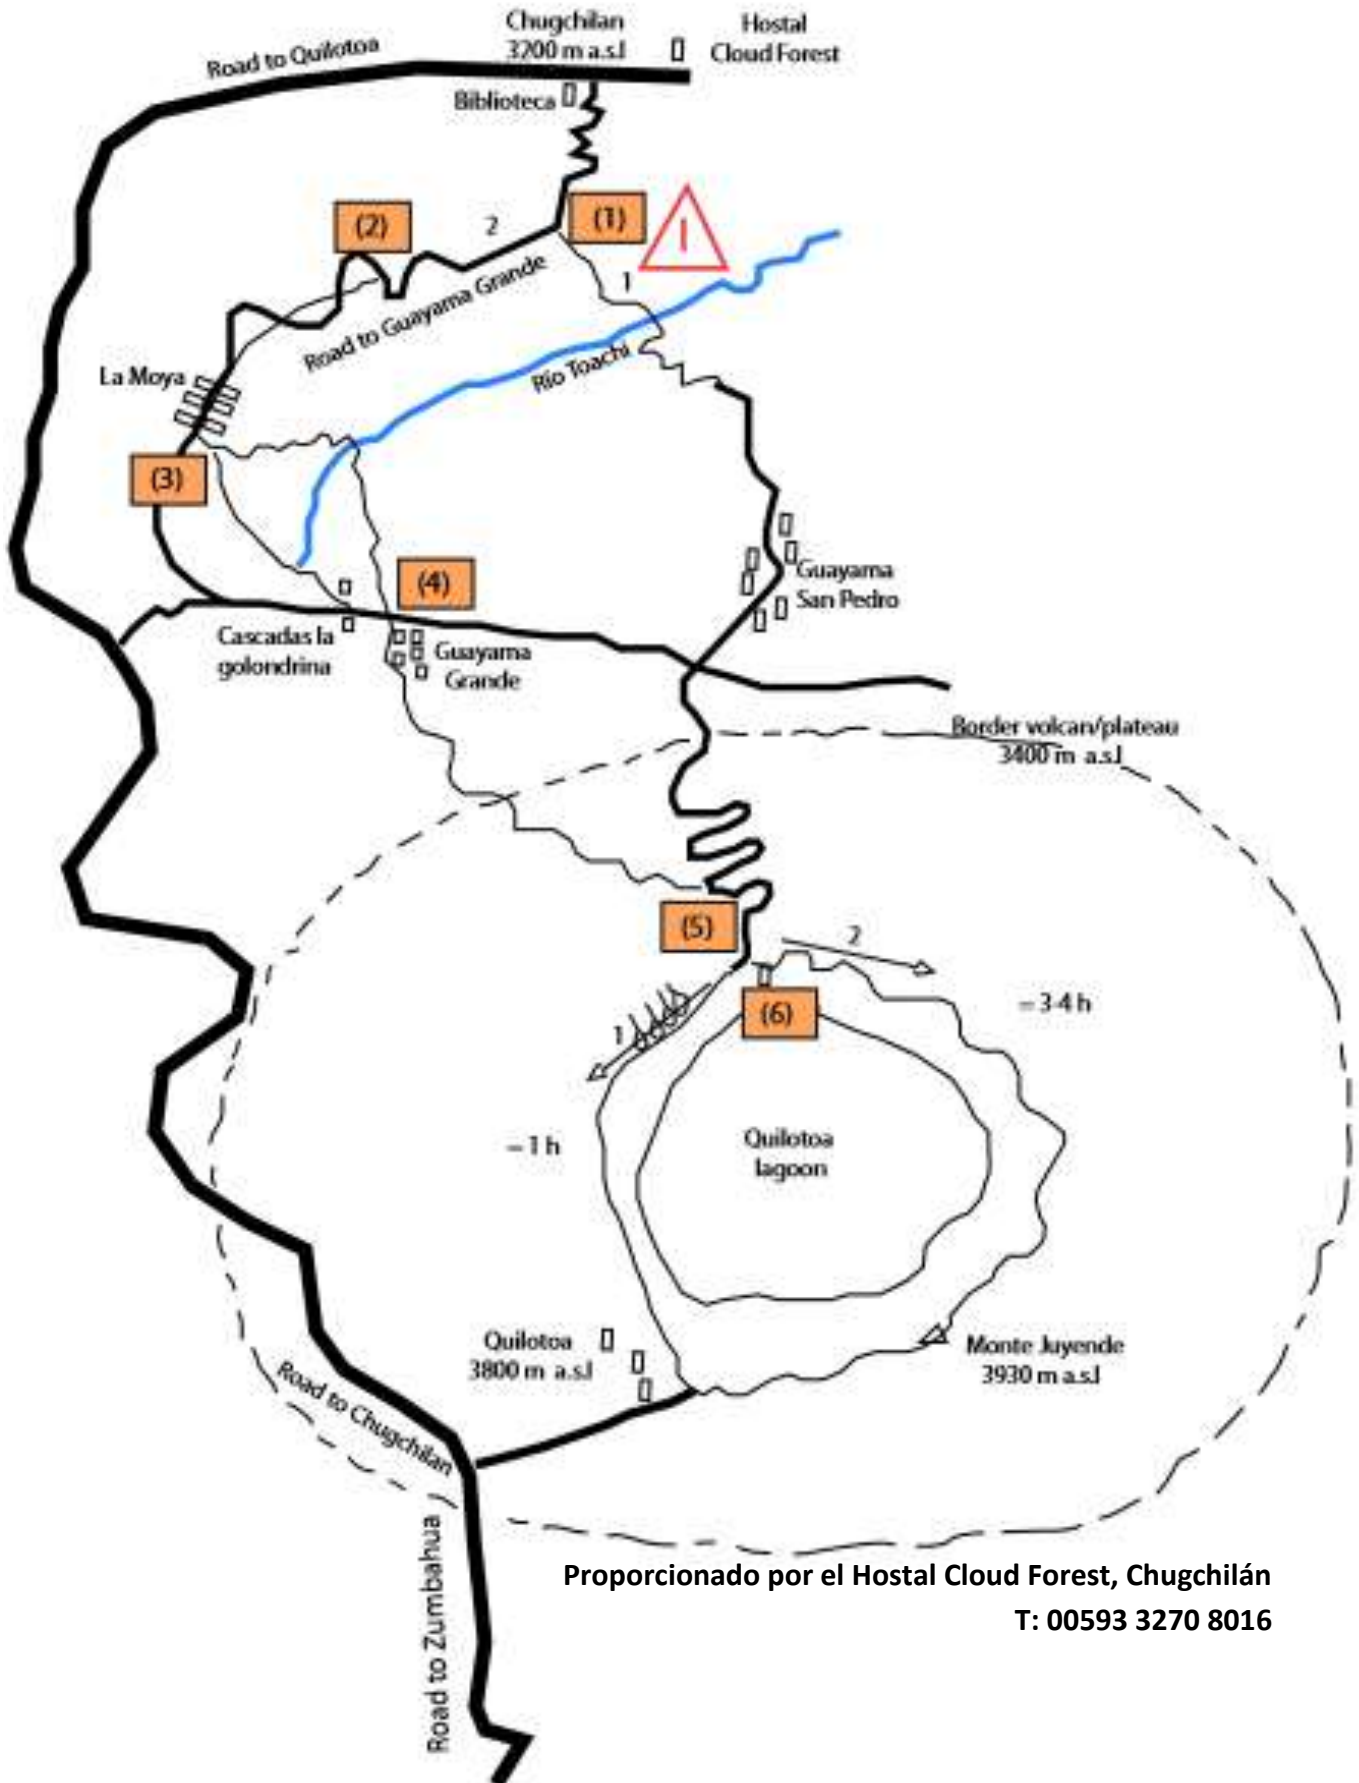 Chugchilan
3200 m a.s.l
Hostal
Cloud Forest
Road to Quilotoa
Biblioteca
(1)
(2)
2
1
Road to Guayama Grande
Rio Toachi
La Moya
(3)
(4)
Guayama
San Pedro
Cascadas la
golondrina
Guayama
Grande
Border volcan/plateau
3400 m a.s.l
(5)
2
(6)
= 3-4 h
1
= 1 h
Quilotoa
lagoon
Quilotoa
3800 m a.s.l
Monte Juyende
3930 m a.s.l
Road to Chugchilan
Road to Zumbahua
Proporcionado por el Hostal Cloud Forest, Chugchilán
T: 00593 3270 8016